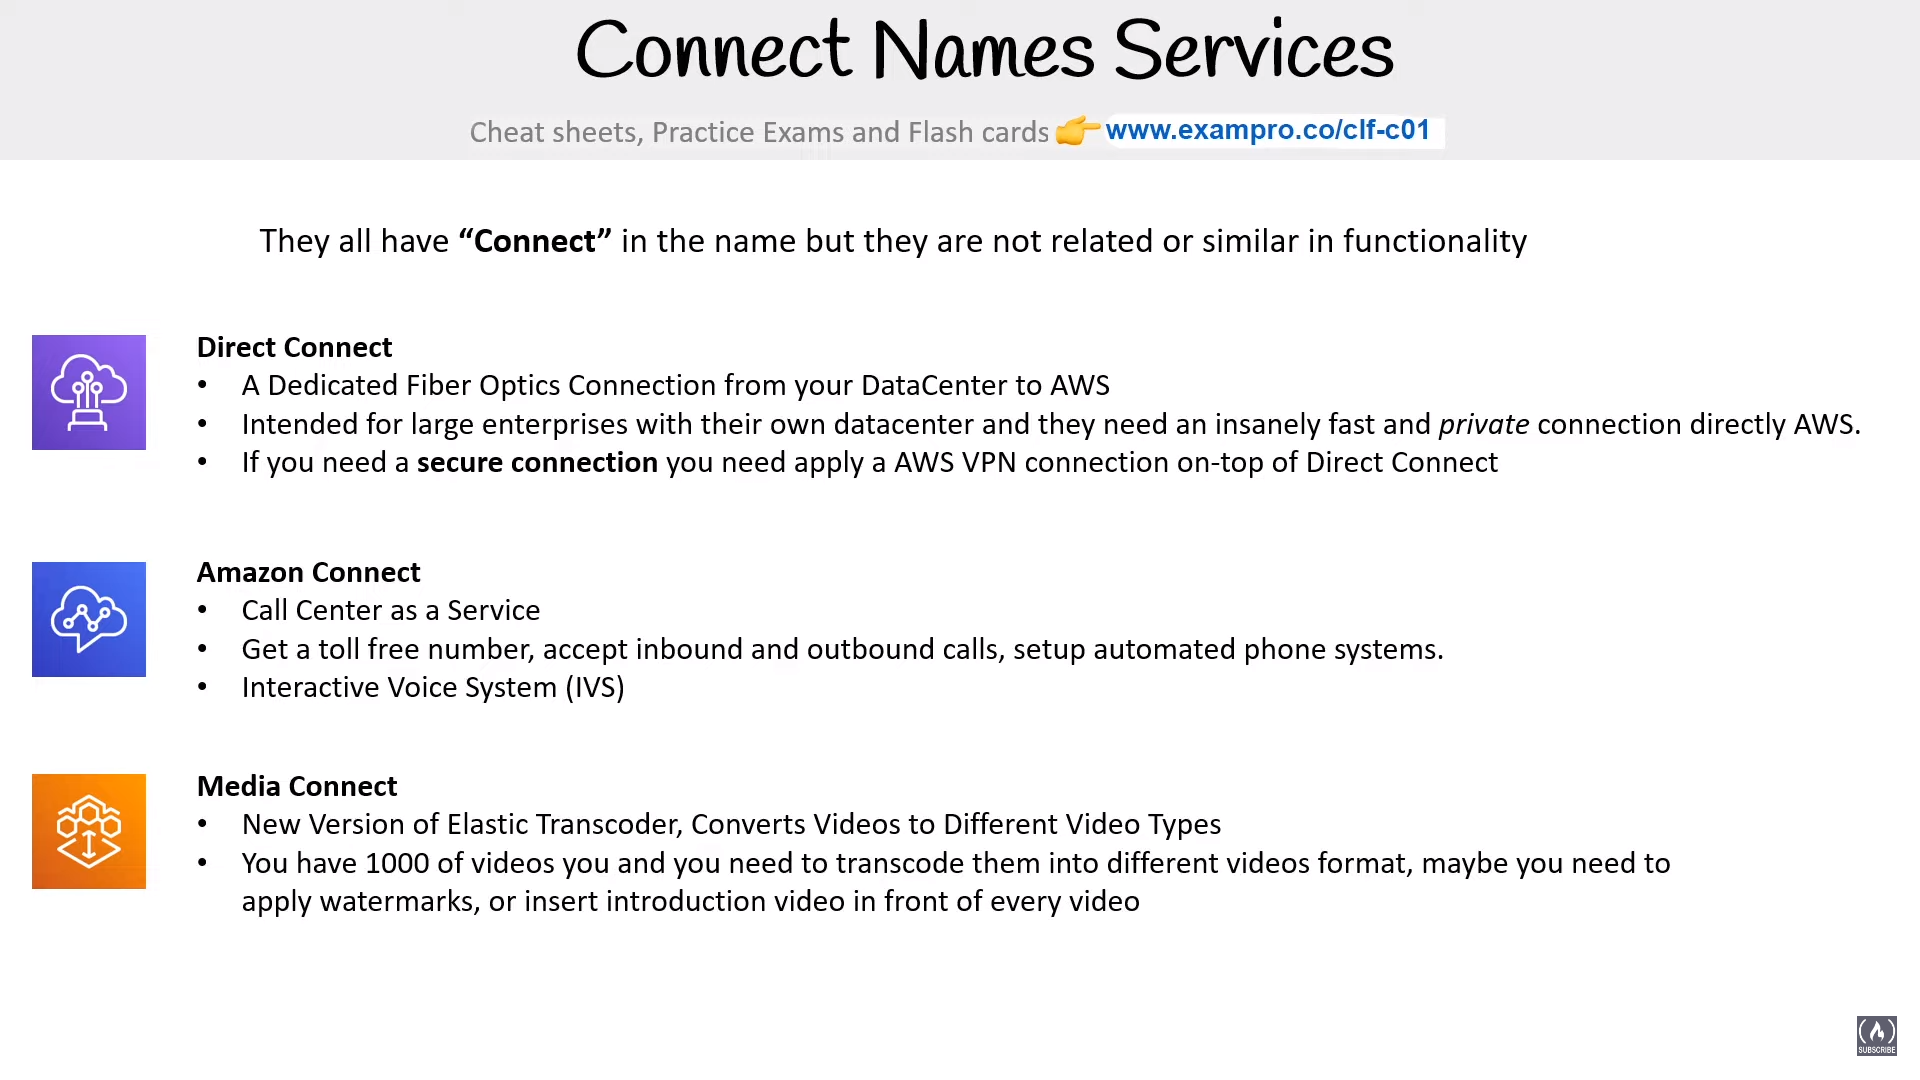 Connect Names Services
Cheat sheets, Practice Exams and Flash cards 👉 www.exampro.co/clf-c01
They all have “Connect” in the name but they are not related or similar in functionality
Direct Connect
• A Dedicated Fiber Optics Connection from your DataCenter to AWS
• Intended for large enterprises with their own datacenter and they need an insanely fast and private connection directly AWS.
• If you need a secure connection you need apply a AWS VPN connection on-top of Direct Connect
Amazon Connect
• Call Center as a Service
• Get a toll free number, accept inbound and outbound calls, setup automated phone systems.
• Interactive Voice System (IVS)
Media Connect
• New Version of Elastic Transcoder, Converts Videos to Different Video Types
• You have 1000 of videos you and you need to transcode them into different videos format, maybe you need to
apply watermarks, or insert introduction video in front of every video
SUBSCRIBE